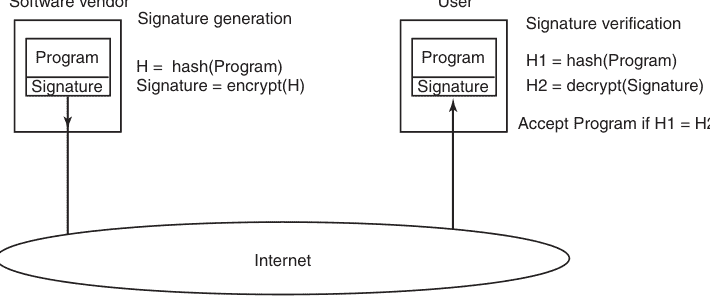 Software vendor
Signature generation
Program
Signature
H = hash(Program)
Signature = encrypt(H)
User
Signature verification
Program
Signature
H1 = hash(Program)
H2 = decrypt(Signature)
Accept Program if H1 = H2
Internet